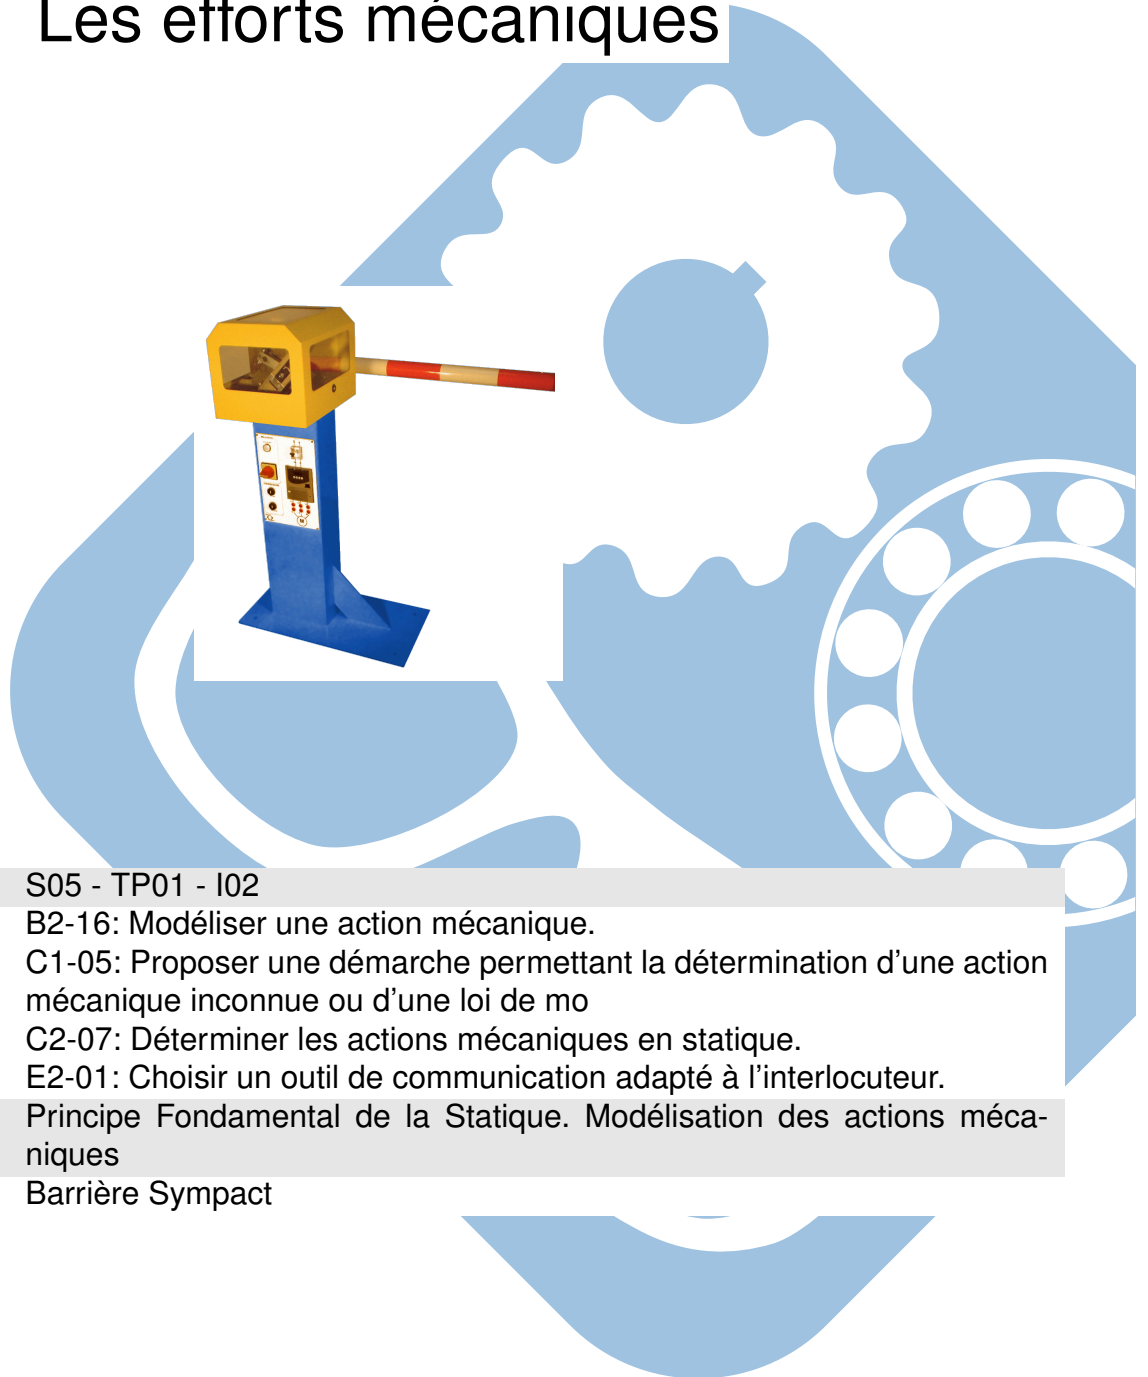 Les efforts mécaniques
S05 - TP01 - I02
B2-16: Modéliser une action mécanique.
C1-05: Proposer une démarche permettant la détermination d'une action
mécanique inconnue ou d'une loi de mo
C2-07: Déterminer les actions mécaniques en statique.
E2-01: Choisir un outil de communication adapté à l'interlocuteur.
Principe Fondamental de la Statique. Modélisation des actions méca-
niques
Barrière Sympact